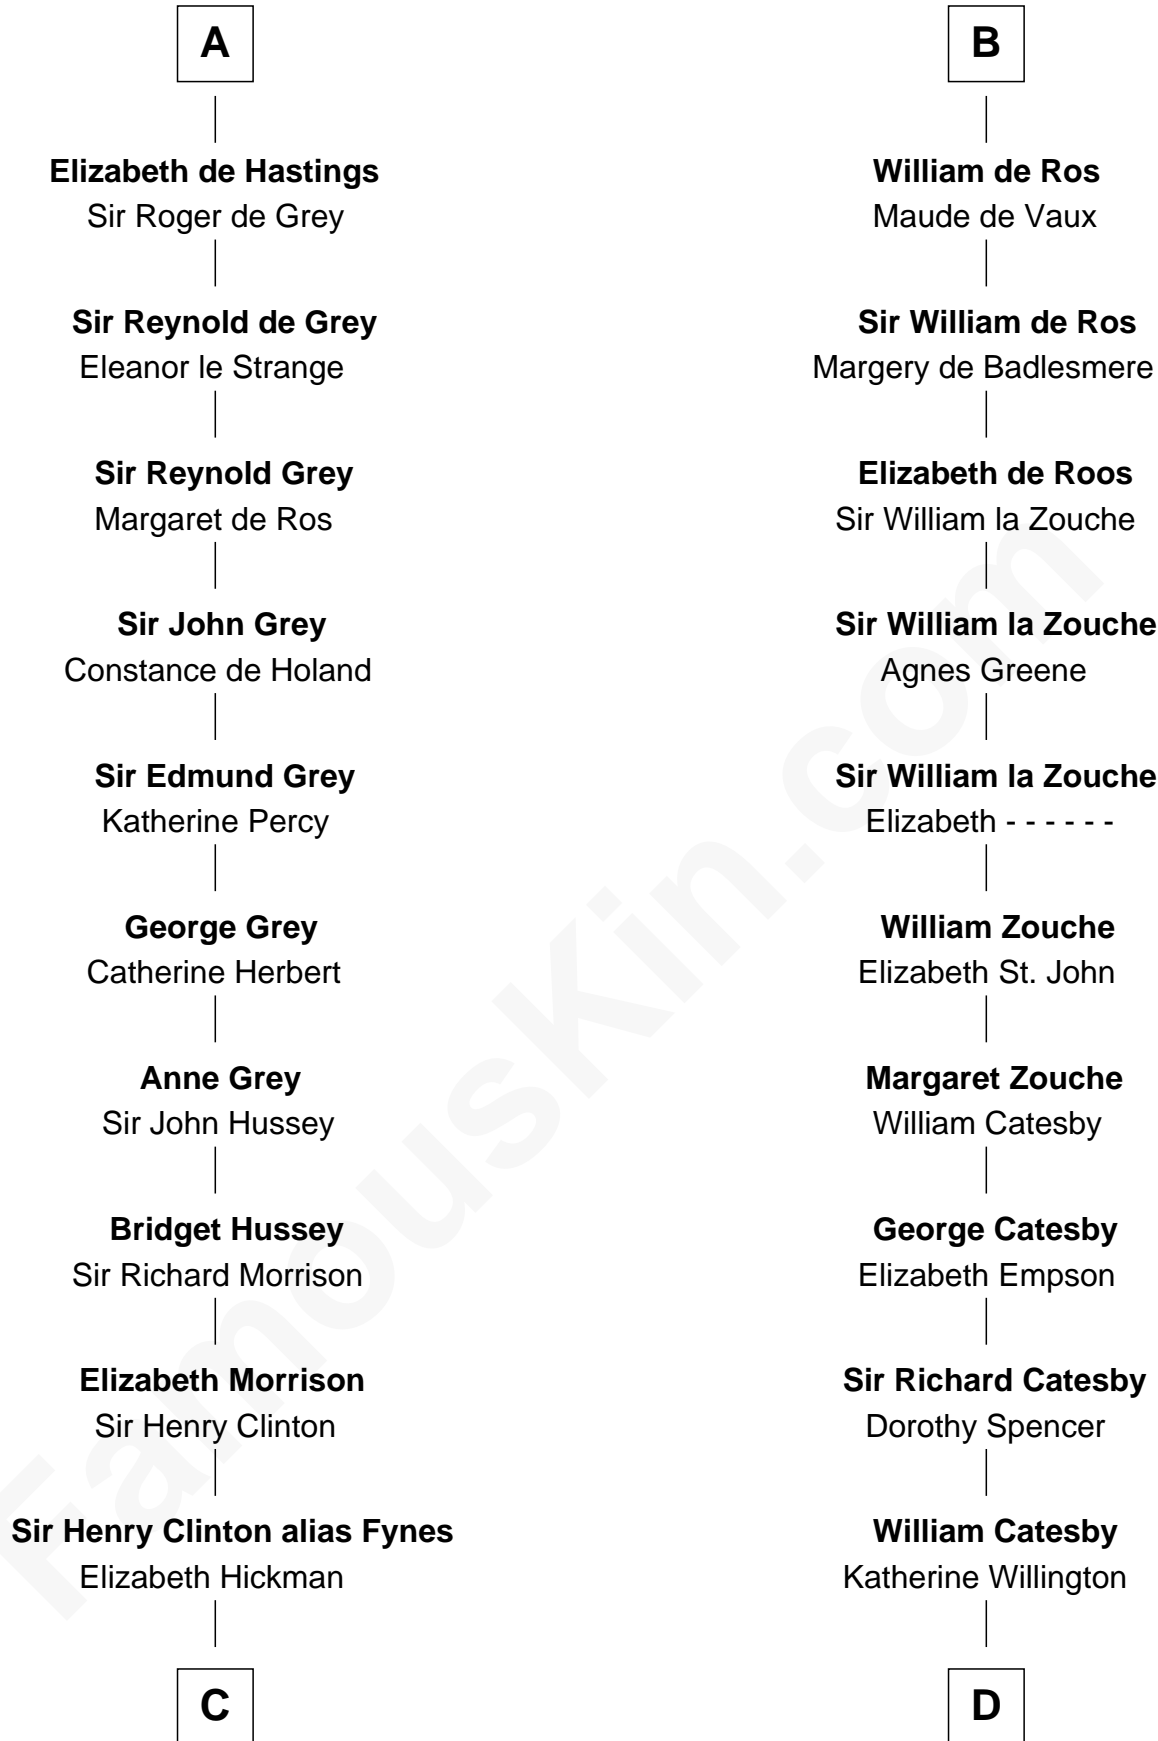 A
Elizabeth de Hastings
Sir Roger de Grey
Sir Reynold de Grey
Eleanor le Strange
Sir Reynold Grey
Margaret de Ros
Sir John Grey
Constance de Holand
Sir Edmund Grey
Katherine Percy
George Grey
Catherine Herbert
Anne Grey
Sir John Hussey
Bridget Hussey
Sir Richard Morrison
Elizabeth Morrison
Sir Henry Clinton
Sir Henry Clinton alias Fynes
Elizabeth Hickman
C
B
William de Ros
Maude de Vaux
Sir William de Ros
Margery de Badlesmere
Elizabeth de Roos
Sir William la Zouche
Sir William la Zouche
Agnes Greene
Sir William la Zouche
Elizabeth - - - - - -
William Zouche
Elizabeth St. John
Margaret Zouche
William Catesby
George Catesby
Elizabeth Empson
Sir Richard Catesby
Dorothy Spencer
William Catesby
Katherine Willington
D
FamousKin.com